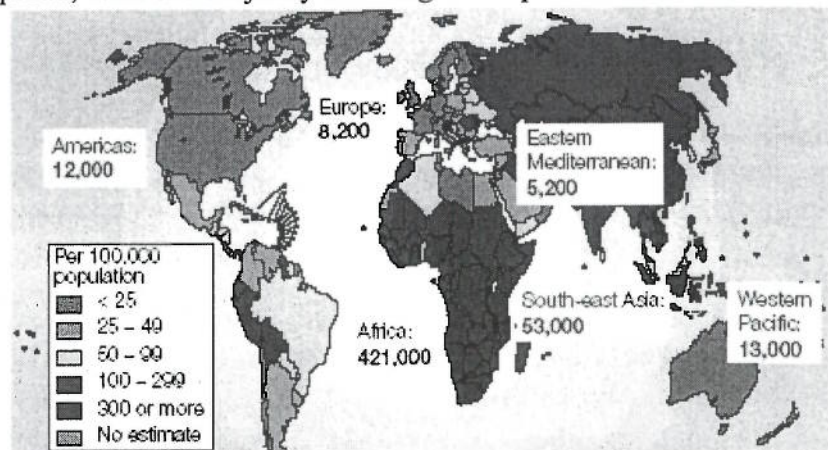 Americas:
12,000
Europe:
8,200
Eastern
Mediterranean:
5,200
Per 100,000
population
< 25
25 – 49
50 – 99
100 – 299
300 or more
No estimate
Africa:
421,000
South-east Asia:
53,000
Western
Pacific:
13,000